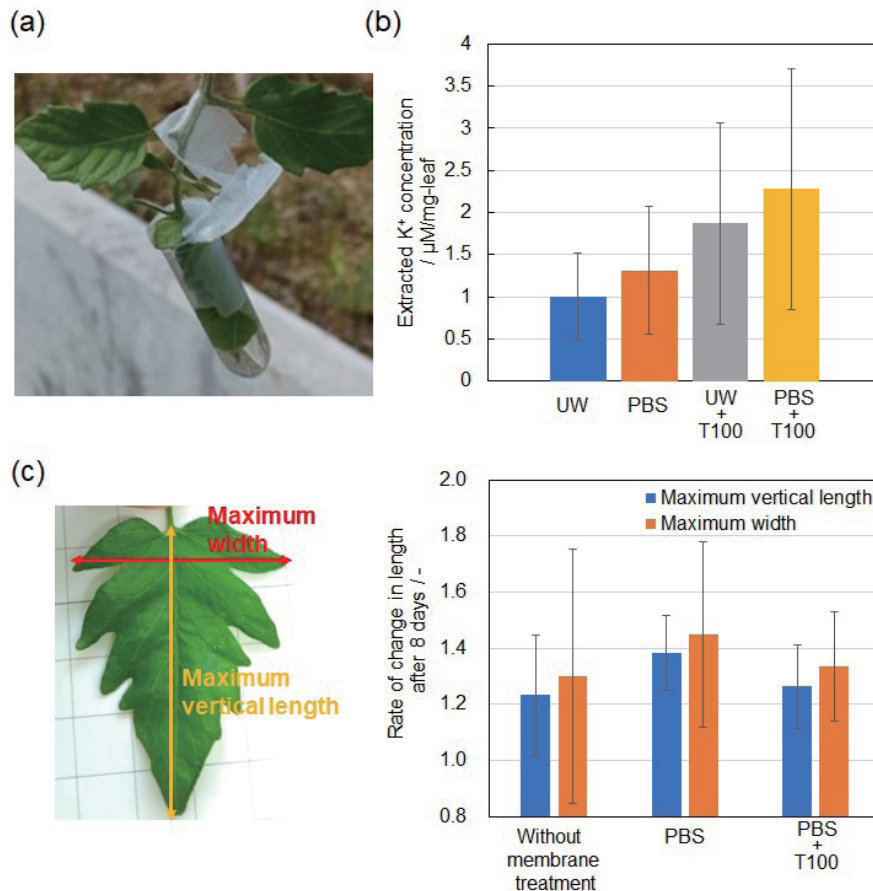 (a)
(b)
Extracted K⁺ concentration
/ µM/mg-leaf
4
3.5
3
2.5
2
1.5
1
0.5
0
UW
PBS
UW
+
T100
PBS
+
T100
(c)
Maximum
width
Maximum
vertical length
Rate of change in length
after 8 days / -
2.0
1.8
1.6
1.4
1.2
1.0
0.8
Maximum vertical length
Maximum width
Without
membrane
treatment
PBS
PBS
+
T100